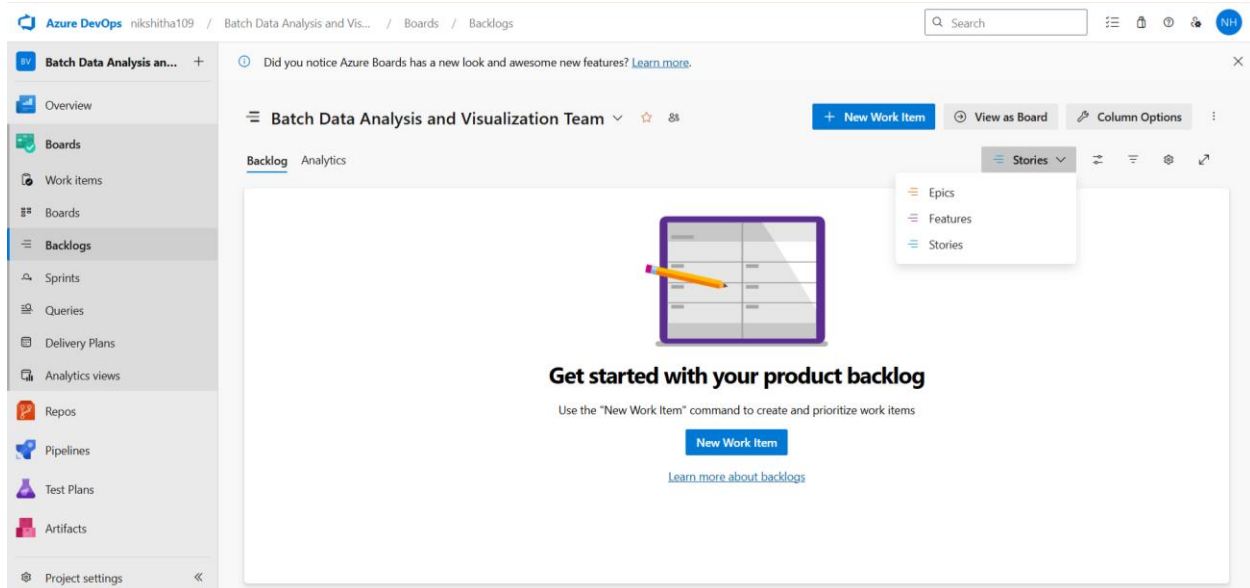 Azure DevOps nikshitha109 / Batch Data Analysis and Vis... / Boards / Backlogs
Search
NH
BV Batch Data Analysis an... +
Did you notice Azure Boards has a new look and awesome new features? Learn more.
Overview
Boards
Work items
Boards
Backlogs
Sprints
Queries
Delivery Plans
Analytics views
Repos
Pipelines
Test Plans
Artifacts
Project settings
Batch Data Analysis and Visualization Team
+ New Work Item
View as Board
Column Options
Backlog Analytics
Stories
Epics
Features
Stories
Get started with your product backlog
Use the "New Work Item" command to create and prioritize work items
New Work Item
Learn more about backlogs